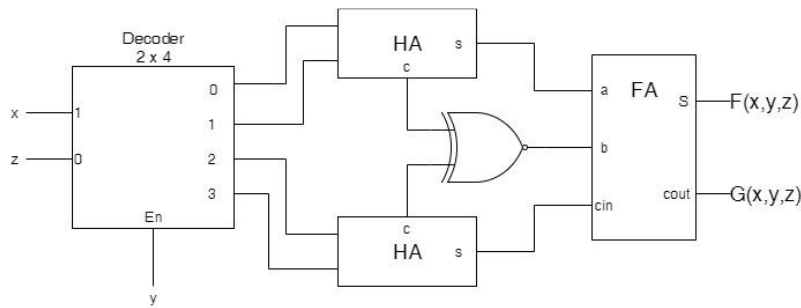 Decoder
2 x 4
x
z
1
0
0
1
2
3
En
y
HA
s
c
c
HA
s
a
b
cin
FA
S
cout
F(x,y,z)
G(x,y,z)